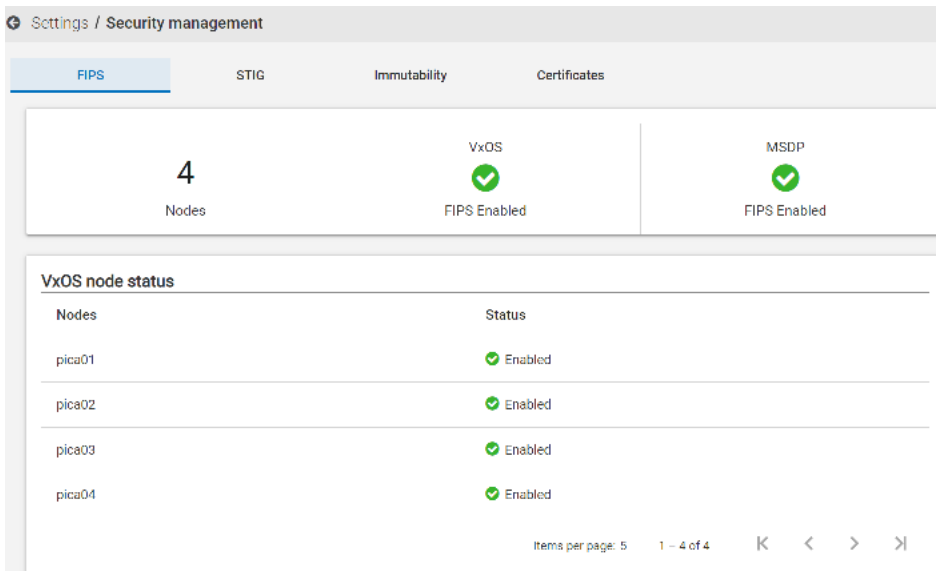 Settings / Security management
FIPS STIG Immutability Certificates
4
Nodes
VxOS
FIPS Enabled
MSDP
FIPS Enabled
VxOS node status
Nodes Status
pica01 Enabled
pica02 Enabled
pica03 Enabled
pica04 Enabled
Items per page: 5 1 – 4 of 4